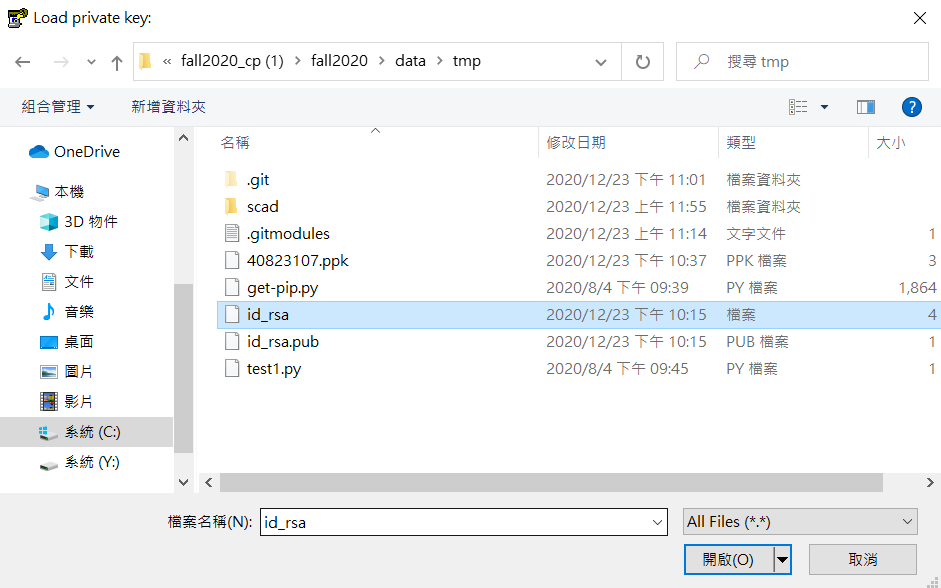 Load private key:
« fall2020_cp (1) › fall2020 › data › tmp
搜尋 tmp
組合管理
新增資料夾
OneDrive
本機
3D 物件
下載
文件
音樂
桌面
圖片
影片
系統 (C:)
系統 (Y:)
名稱 修改日期 類型 大小
.git 2020/12/23 下午 11:01 檔案資料夾
scad 2020/12/23 上午 11:55 檔案資料夾
.gitmodules 2020/12/23 上午 11:14 文字文件 1
40823107.ppk 2020/12/23 下午 10:37 PPK 檔案 3
get-pip.py 2020/8/4 下午 09:39 PY 檔案 1,864
id_rsa 2020/12/23 下午 10:15 檔案 4
id_rsa.pub 2020/12/23 下午 10:15 PUB 檔案 1
test1.py 2020/8/4 下午 09:45 PY 檔案 1
檔案名稱(N): id_rsa
All Files (*.*)
開啟(O)
取消